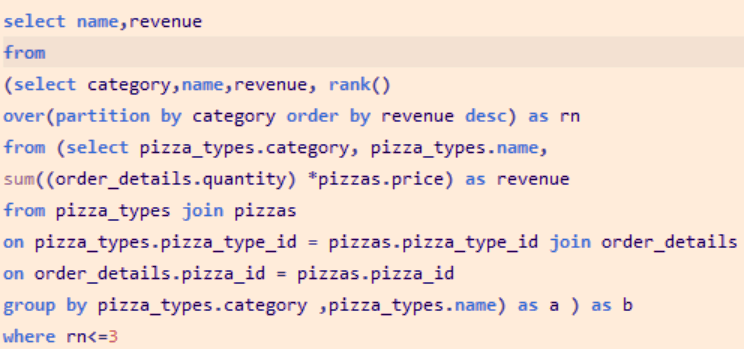 select name,revenue
from
(select category,name,revenue, rank()
over(partition by category order by revenue desc) as rn
from (select pizza_types.category, pizza_types.name,
sum((order_details.quantity) *pizzas.price) as revenue
from pizza_types join pizzas
on pizza_types.pizza_type_id = pizzas.pizza_type_id join order_details
on order_details.pizza_id = pizzas.pizza_id
group by pizza_types.category ,pizza_types.name) as a ) as b
where rn<=3